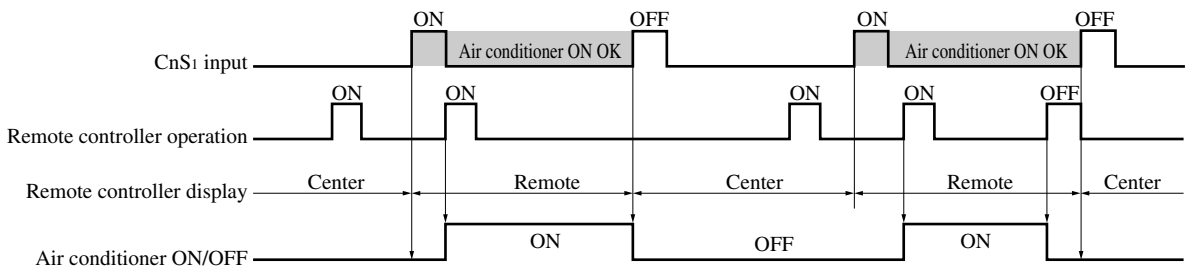 ON OFF ON OFF
CnS1 input Air conditioner ON OK Air conditioner ON OK
ON ON ON ON OFF
Remote controller operation
Remote controller display Center Remote Center Remote Center
Air conditioner ON/OFF ON OFF ON